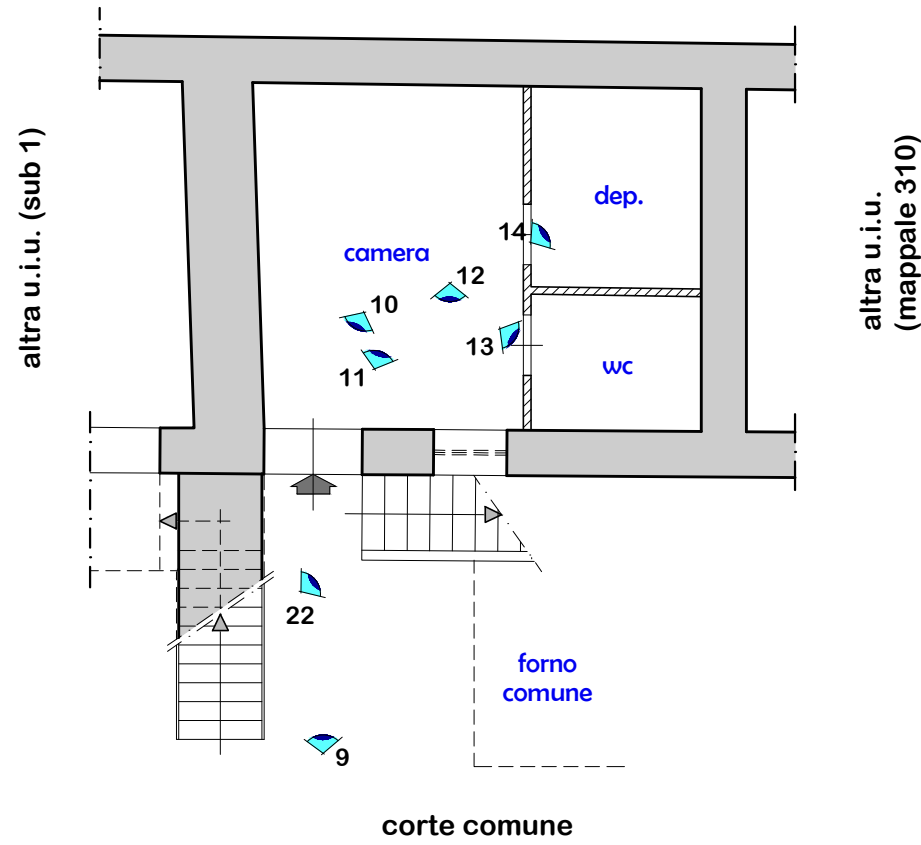 altra u.i.u. (sub 1)
altra u.i.u.
(mappale 310)
dep.
14
camera
12
10
13
11
wc
22
forno
comune
9
corte comune